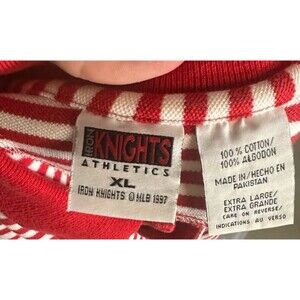 IRON
KNIGHTS
ATHLETICS
XL
IRON KNIGHTS © MLB 1997
100% COTTON/
100% ALGODON
MADE IN/HECHO EN
PAKISTAN
EXTRA LARGE/
EXTRA GRANDE
CARE ON REVERSE/
INDICATIONS AU VERSO